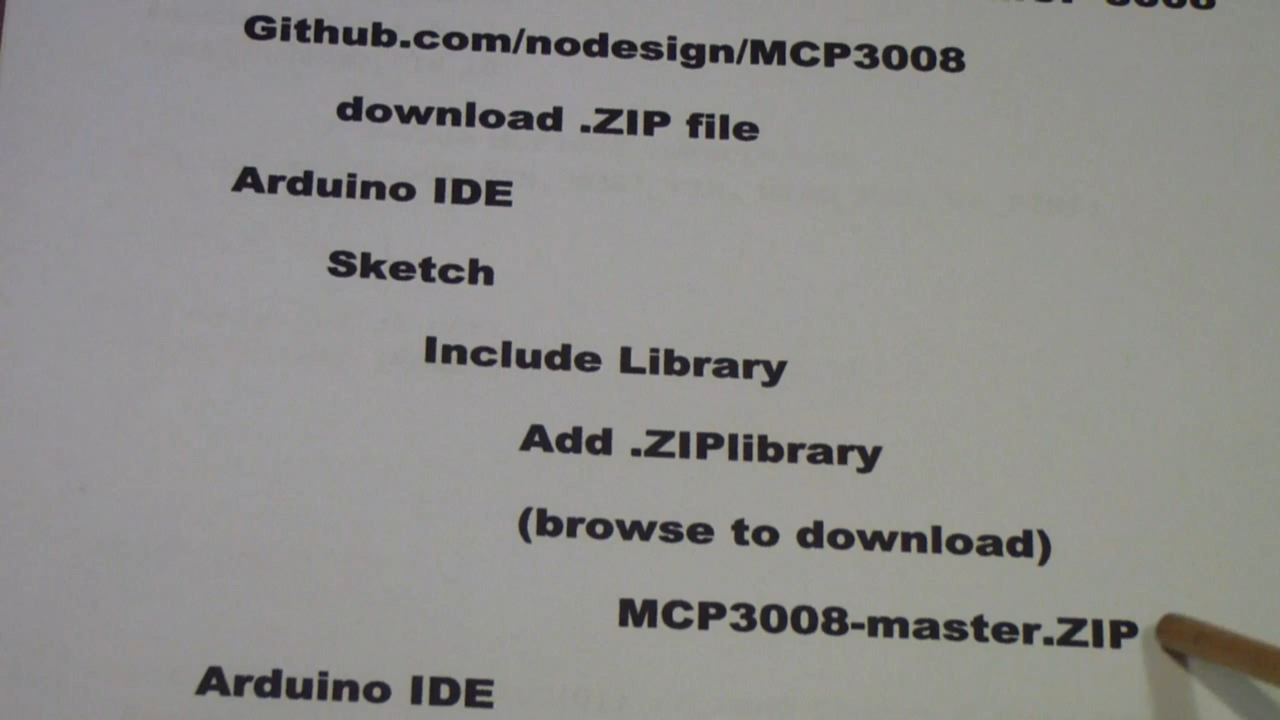 Github.com/nodesign/MCP3008
download .ZIP file
Arduino IDE
Sketch
Include Library
Add .ZIPlibrary
(browse to download)
MCP3008-master.ZIP
Arduino IDE